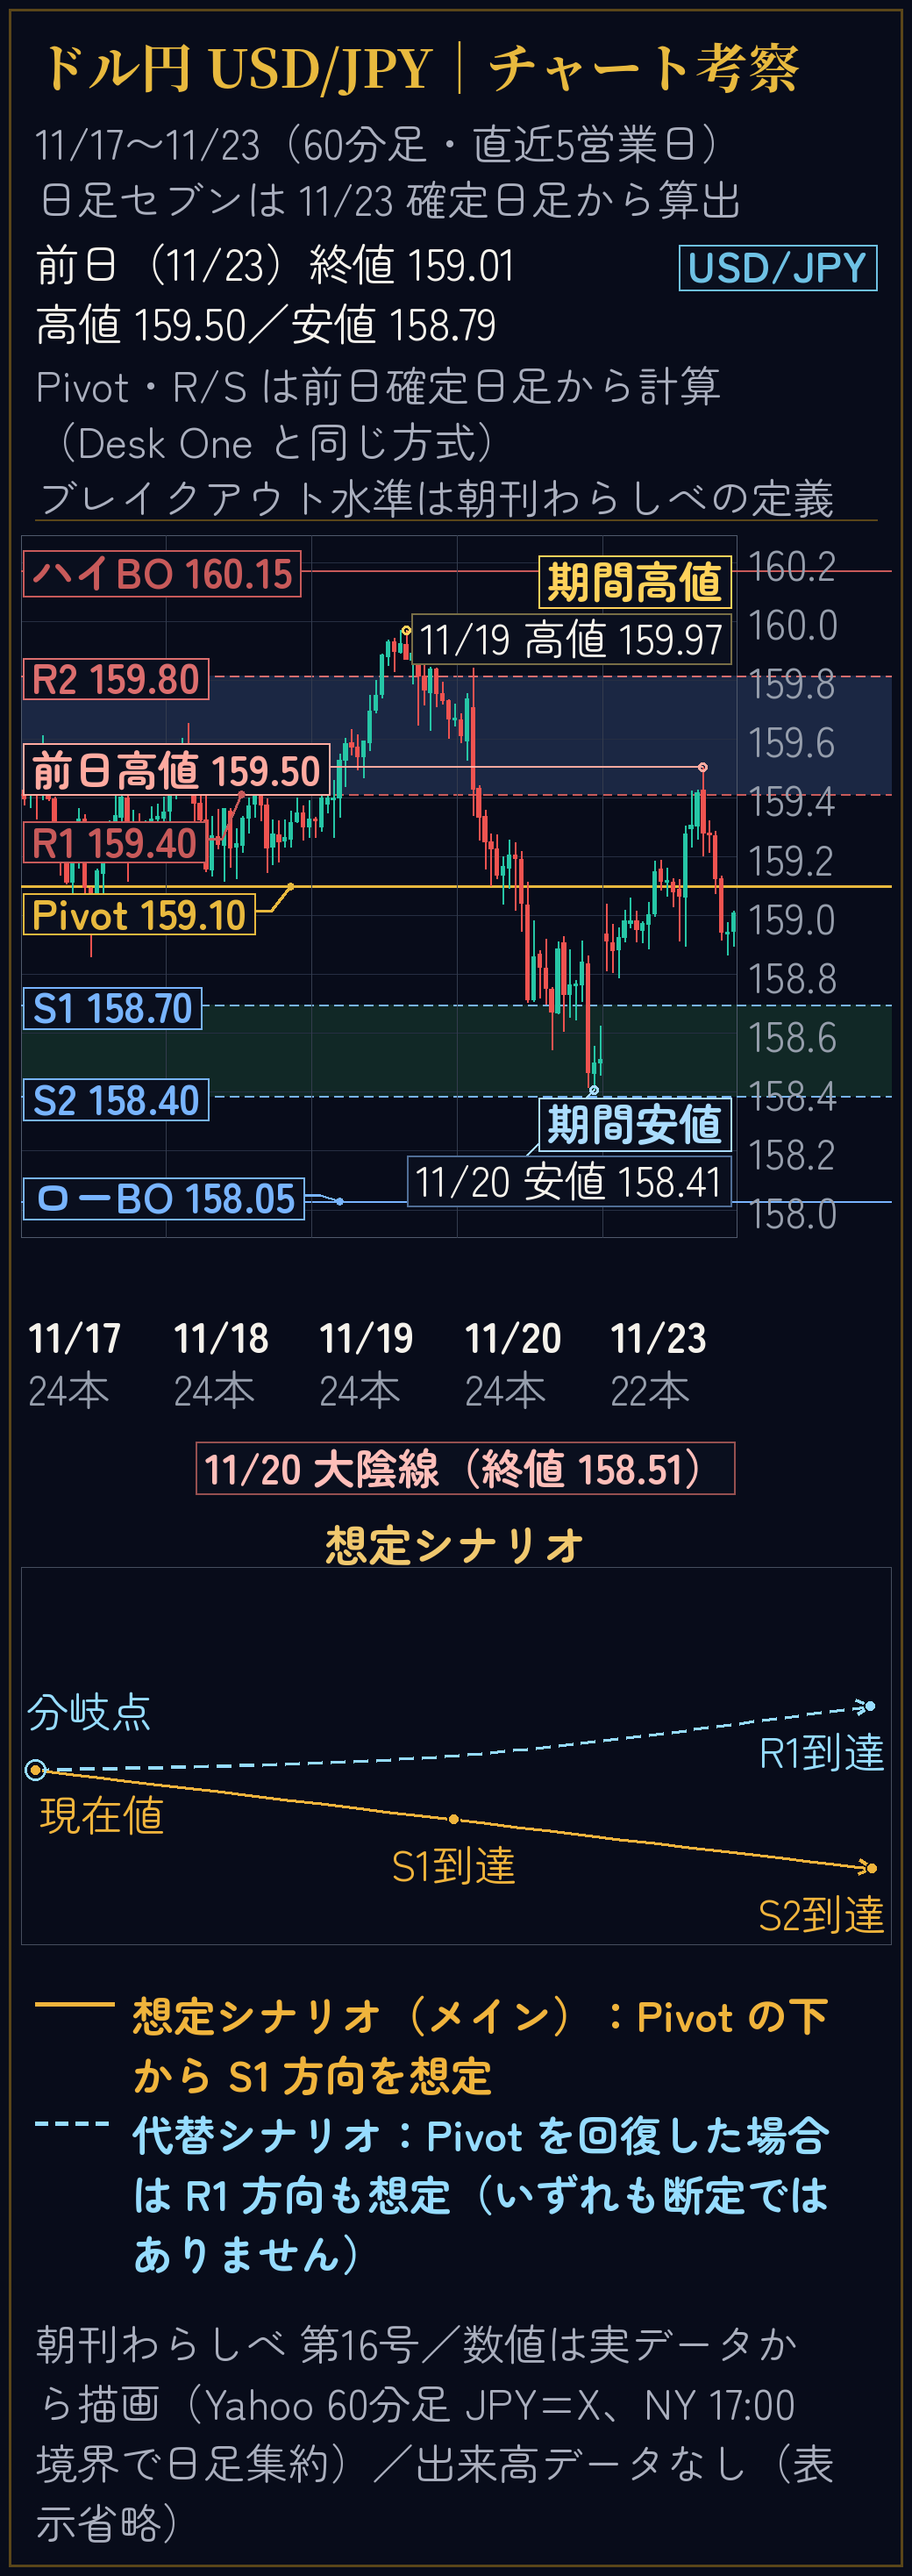 ドル円 USD/JPY｜チャート考察
11/17～11/23（60分足・直近5営業日）
日足セブンは 11/23 確定日足から算出
前日（11/23）終値 159.01
USD/JPY
高値 159.50／安値 158.79
Pivot・R/S は前日確定日足から計算
（Desk One と同じ方式）
ブレイクアウト水準は朝刊わらしべの定義
ハイBO 160.15
期間高値
160.2
11/19 高値 159.97
160.0
R2 159.80
159.8
159.6
前日高値 159.50
159.4
R1 159.40
159.2
Pivot 159.10
159.0
158.8
S1 158.70
158.6
S2 158.40
158.4
期間安値
158.2
11/20 安値 158.41
ローBO 158.05
158.0
11/17 11/18 11/19 11/20 11/23
24本 24本 24本 24本 22本
11/20 大陰線（終値 158.51）
想定シナリオ
分岐点
R1到達
現在値
S1到達
S2到達
想定シナリオ（メイン）：Pivot の下
から S1 方向を想定
代替シナリオ：Pivot を回復した場合
は R1 方向も想定（いずれも断定では
ありません）
朝刊わらしべ 第16号／数値は実データか
ら描画（Yahoo 60分足 JPY=X、NY 17:00
境界で日足集約）／出来高データなし（表
示省略）